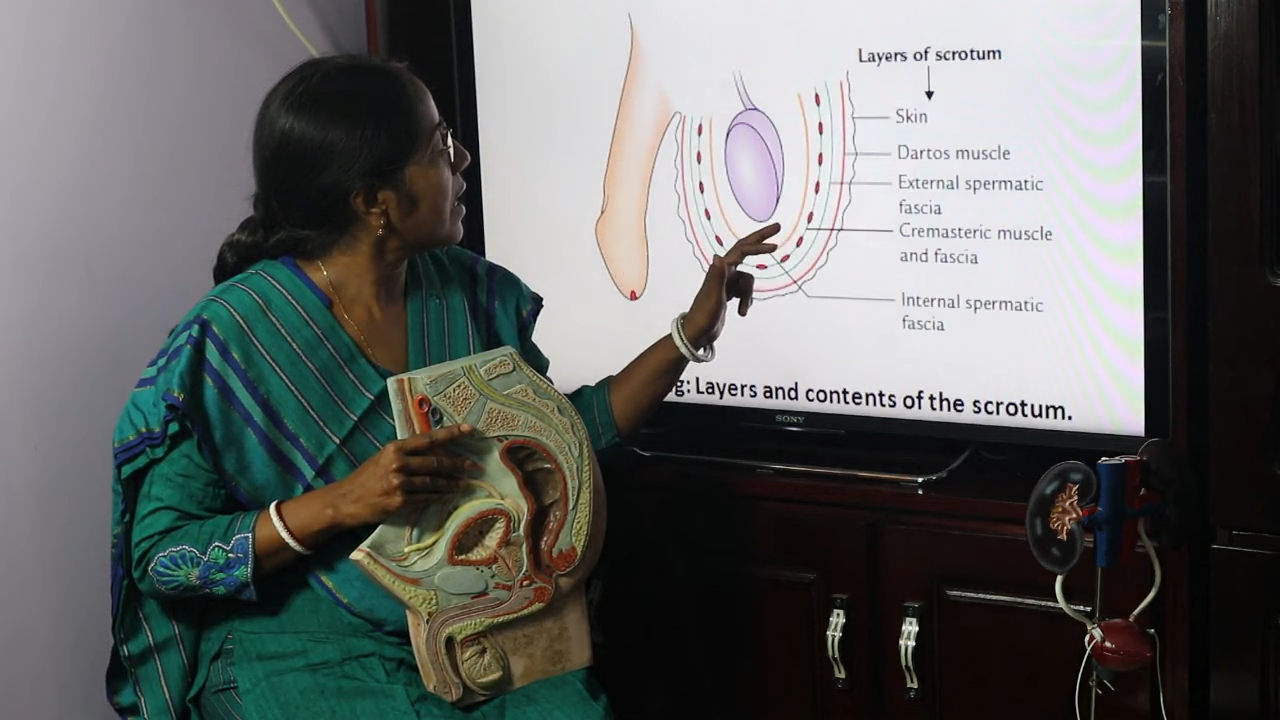 Layers of scrotum
Skin
Dartos muscle
External spermatic
fascia
Cremasteric muscle
and fascia
Internal spermatic
fascia
g: Layers and contents of the scrotum.
SONY